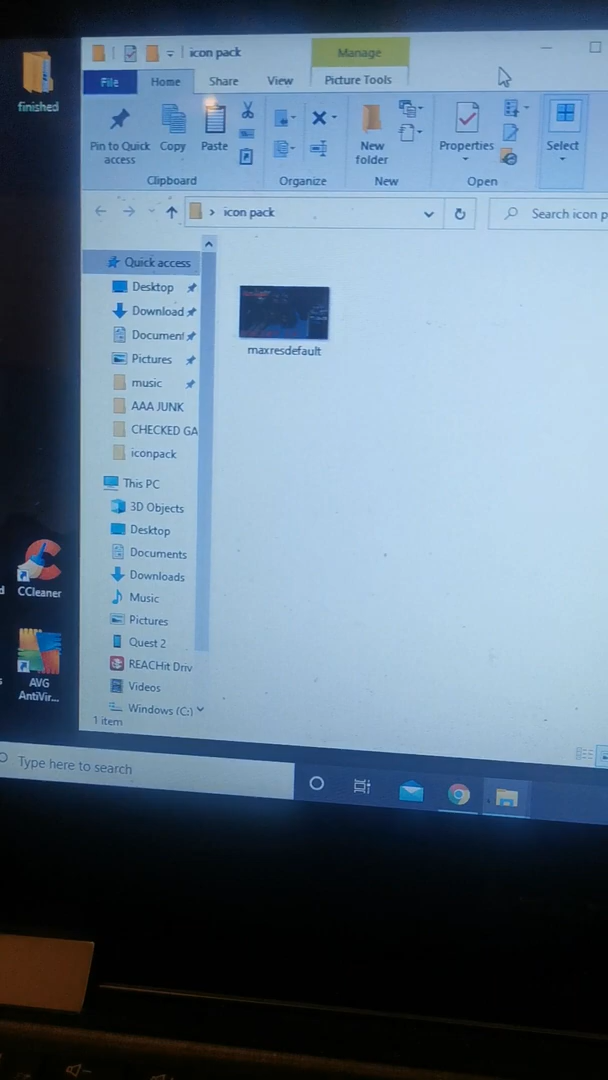 finished
icon pack
Manage
File
Home
Share
View
Picture Tools
Pin to Quick
access
Copy
Paste
New
folder
Properties
Select
Clipboard
Organize
New
Open
icon pack
Search icon p
Quick access
Desktop
Download
Document
Pictures
music
AAA JUNK
CHECKED GA
iconpack
This PC
3D Objects
Desktop
Documents
Downloads
Music
Pictures
Quest 2
REACHit Driv
Videos
Windows (C:)
1 item
maxresdefault
CCleaner
AVG
AntiVir...
Type here to search